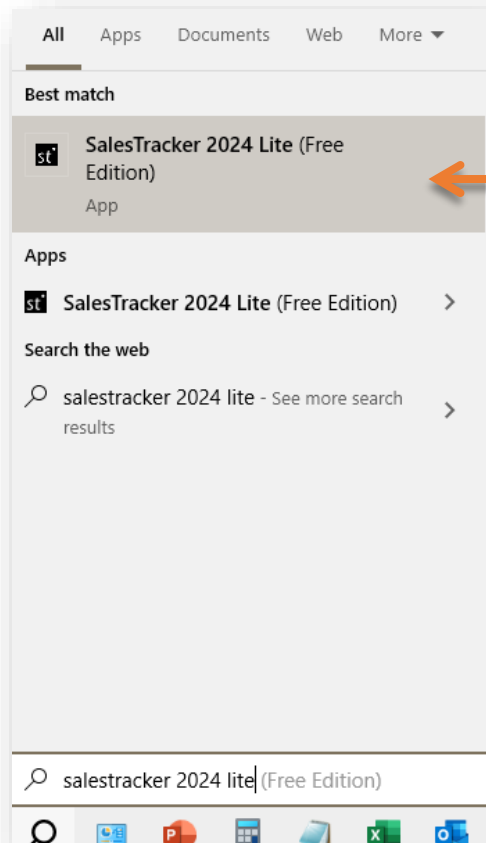 All Apps Documents Web More
Best match
st SalesTracker 2024 Lite (Free
Edition)
App
Apps
st SalesTracker 2024 Lite (Free Edition)
Search the web
salestracker 2024 lite - See more search
results
salestracker 2024 lite (Free Edition)
P X O